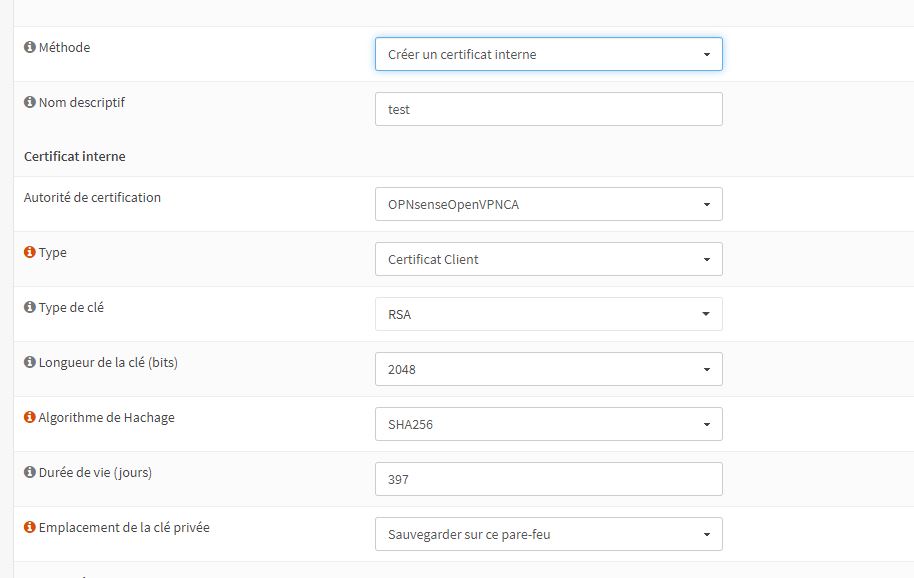 Méthode
Créer un certificat interne
Nom descriptif
test
Certificat interne
Autorité de certification
OPNsenseOpenVPNCA
Type
Certificat Client
Type de clé
RSA
Longueur de la clé (bits)
2048
Algorithme de Hachage
SHA256
Durée de vie (jours)
397
Emplacement de la clé privée
Sauvegarder sur ce pare-feu